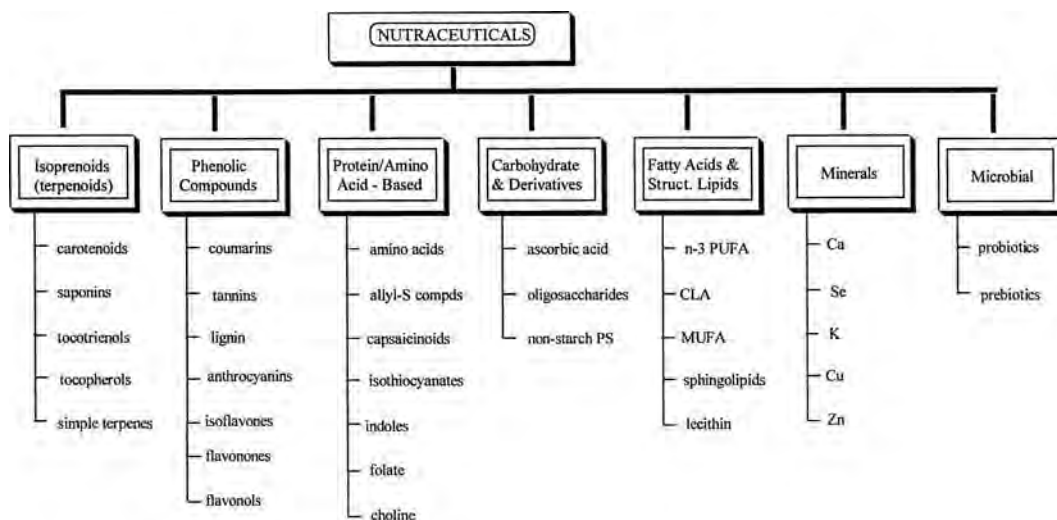 NUTRACEUTICALS
Isoprenoids
(terpenoids)
carotenoids
saponins
tocotrienols
tocopherols
simple terpenes
Phenolic
Compounds
coumarins
tannins
lignin
anthrocyanins
isoflavones
flavonones
flavonols
Protein/Amino
Acid - Based
amino acids
allyl-S compds
capsaicinoids
isothiocyanates
indoles
folate
choline
Carbohydrate
& Derivatives
ascorbic acid
oligosaccharides
non-starch PS
Fatty Acids &
Struct. Lipids
n-3 PUFA
CLA
MUFA
sphingolipids
lecithin
Minerals
Ca
Se
K
Cu
Zn
Microbial
probiotics
prebiotics